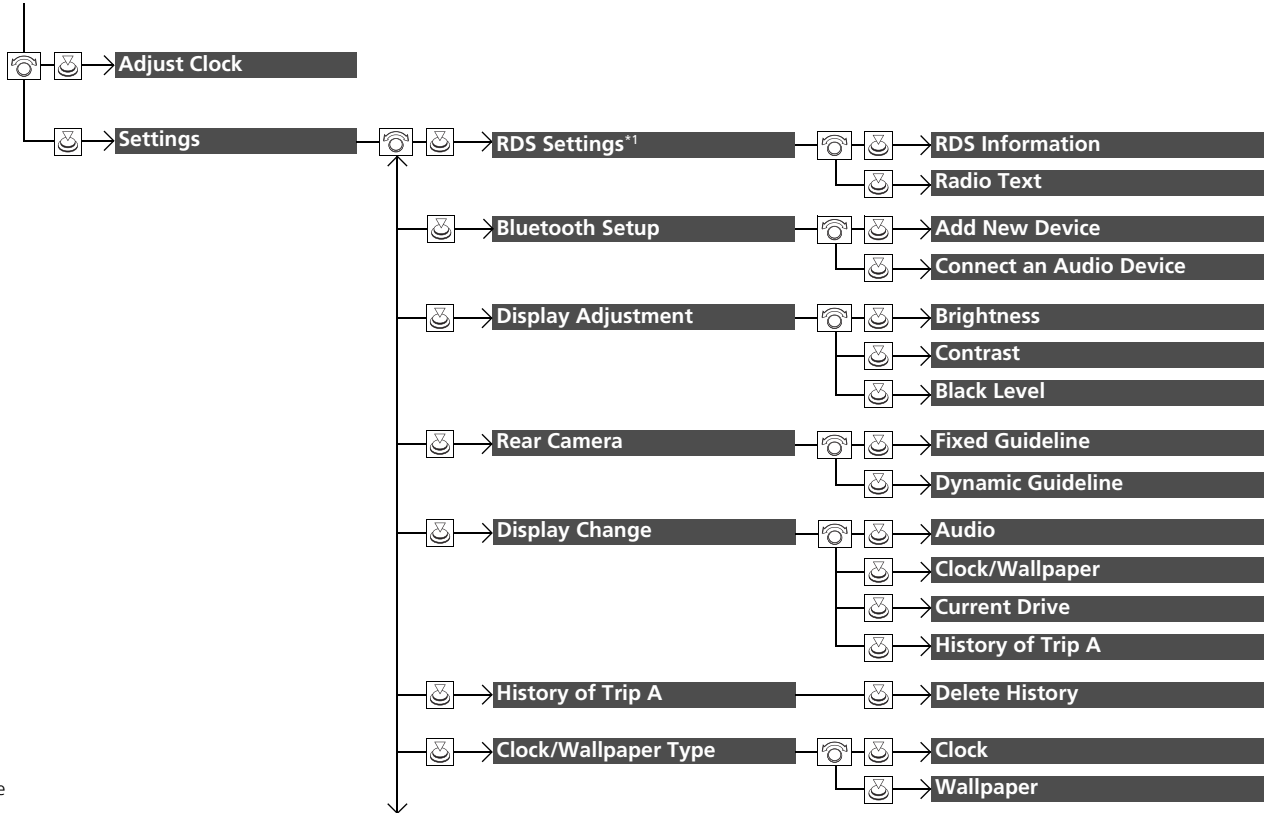 Adjust Clock
Settings
RDS Settings*1
RDS Information
Radio Text
Bluetooth Setup
Add New Device
Connect an Audio Device
Display Adjustment
Brightness
Contrast
Black Level
Rear Camera
Fixed Guideline
Dynamic Guideline
Display Change
Audio
Clock/Wallpaper
Current Drive
History of Trip A
History of Trip A
Delete History
Clock/Wallpaper Type
Clock
Wallpaper
e